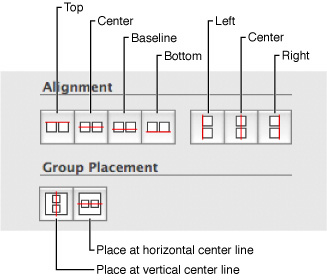 Top
Center
Baseline
Bottom
Left
Center
Right
Alignment
Group Placement
Place at horizontal center line
Place at vertical center line